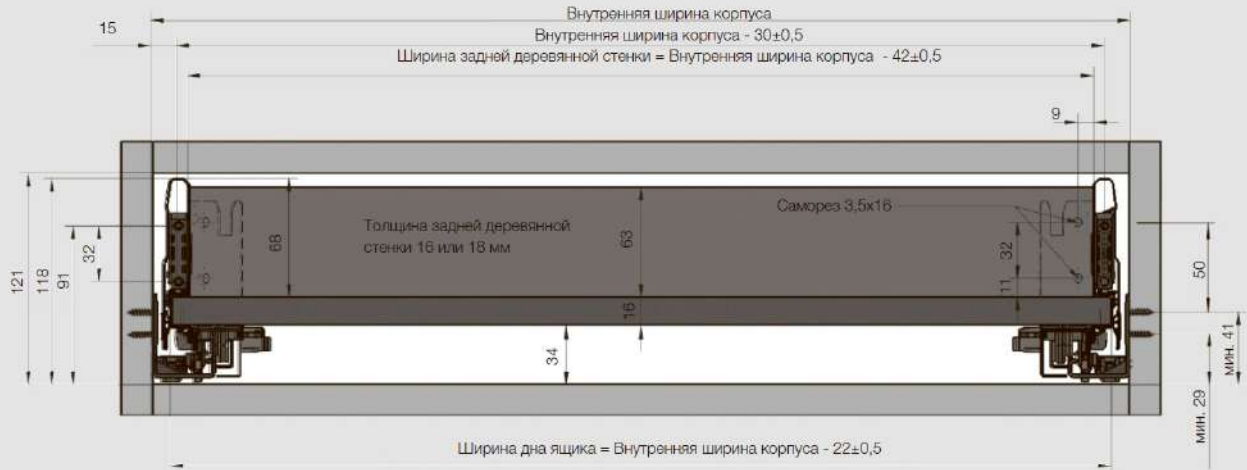 Внутренняя ширина корпуса
15
Внутренняя ширина корпуса - 30±0,5
Ширина задней деревянной стенки = Внутренняя ширина корпуса - 42±0,5
9
Толщина задней деревянной
стенки 16 или 18 мм
Саморез 3,5x16
121
118
91
32
68
63
16
34
32
11
50
мин. 41
мин. 29
Ширина дна ящика = Внутренняя ширина корпуса - 22±0,5